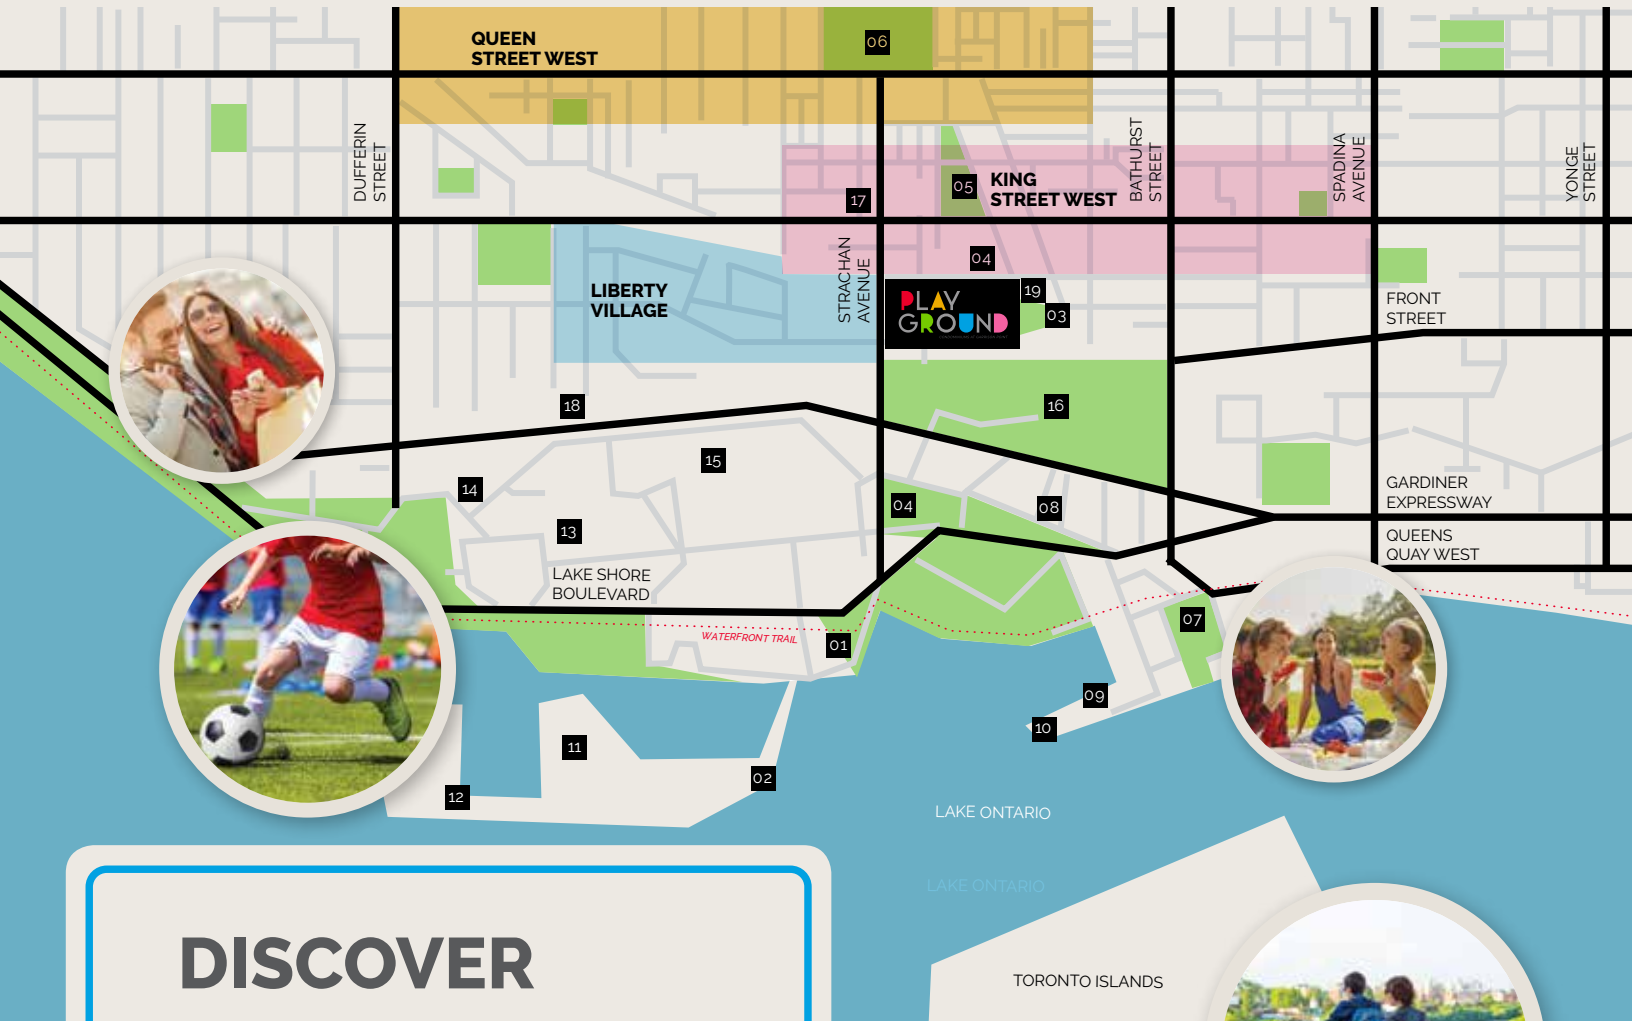 QUEEN
STREET WEST
06
DUFFERIN
STREET
BATHURST
STREET
SPADINA
AVENUE
YONGE
STREET
17
05
KING
STREET WEST
04
STRACHAN
AVENUE
LIBERTY
VILLAGE
PLAY
GROUND
19
03
FRONT
STREET
18
16
15
14
04
08
13
GARDINER
EXPRESSWAY
QUEENS
QUAY WEST
LAKE SHORE
BOULEVARD
WATERFRONT TRAIL
01
07
09
10
11
02
12
LAKE ONTARIO
LAKE ONTARIO
DISCOVER
TORONTO ISLANDS